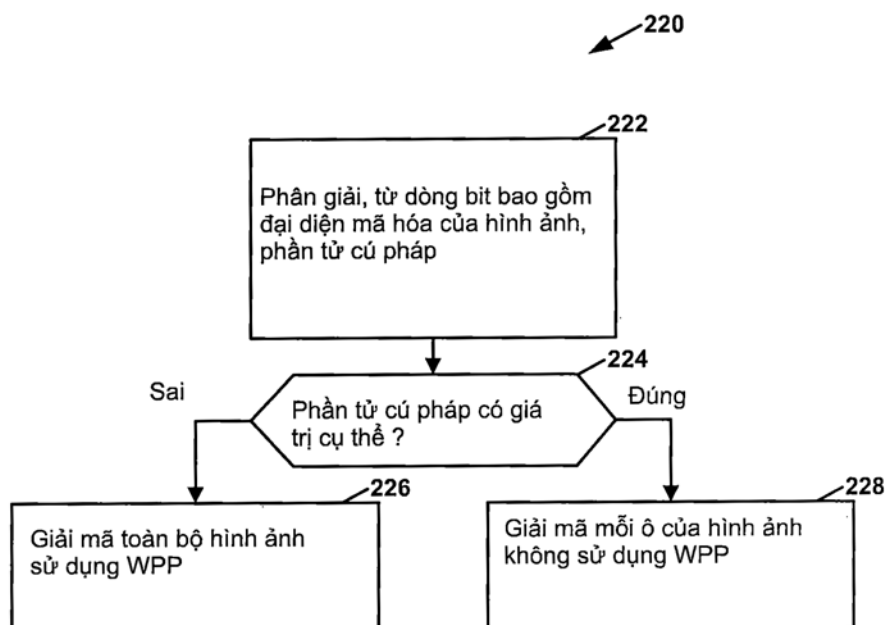 220
222
Phân giải, từ dòng bit bao gồm
đại diện mã hóa của hình ảnh,
phần tử cú pháp
224
Sai
Đúng
Phần tử cú pháp có giá
trị cụ thể ?
226
228
Giải mã toàn bộ hình ảnh
sử dụng WPP
Giải mã mỗi ô của hình ảnh
không sử dụng WPP